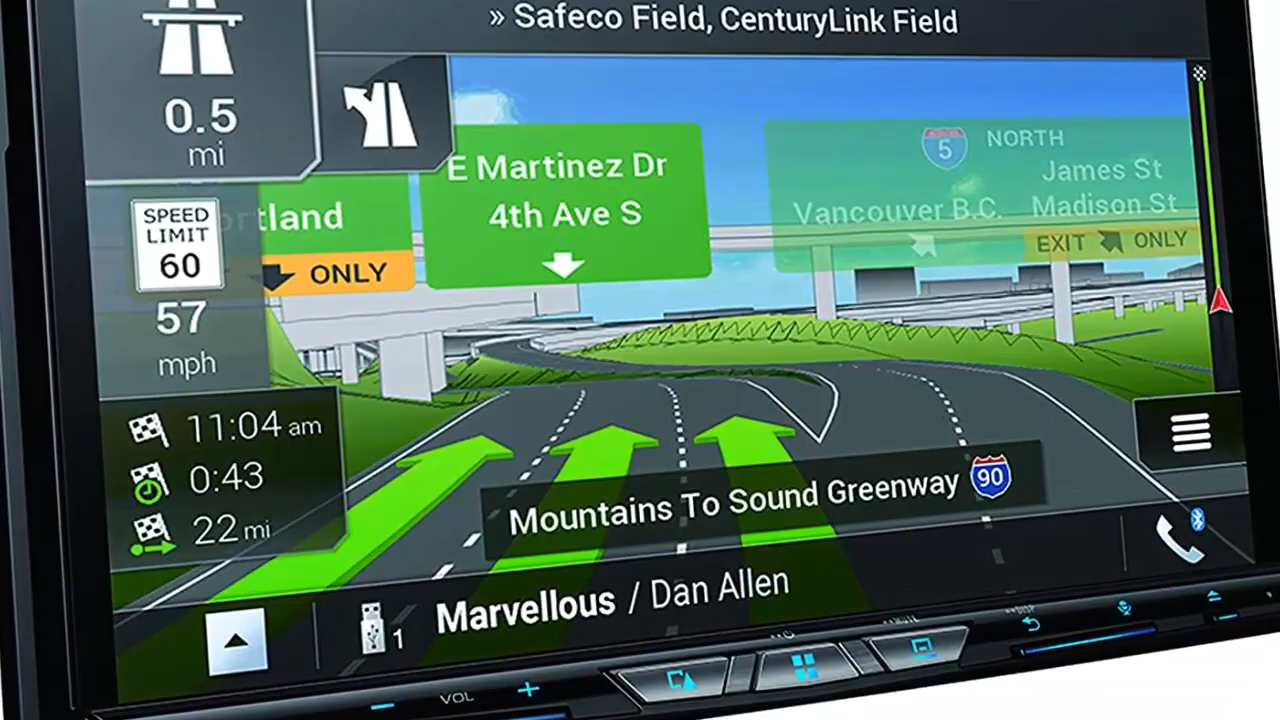 » Safeco Field, CenturyLink Field
0.5
mi
E Martinez Dr
4th Ave S
5
NORTH
James St
Vancouver B.C.
Madison St
EXIT
ONLY
rtland
ONLY
SPEED
LIMIT
60
57
mph
11:04 am
0:43
22 mi
Mountains To Sound Greenway 90
1
Marvellous / Dan Allen
VOL